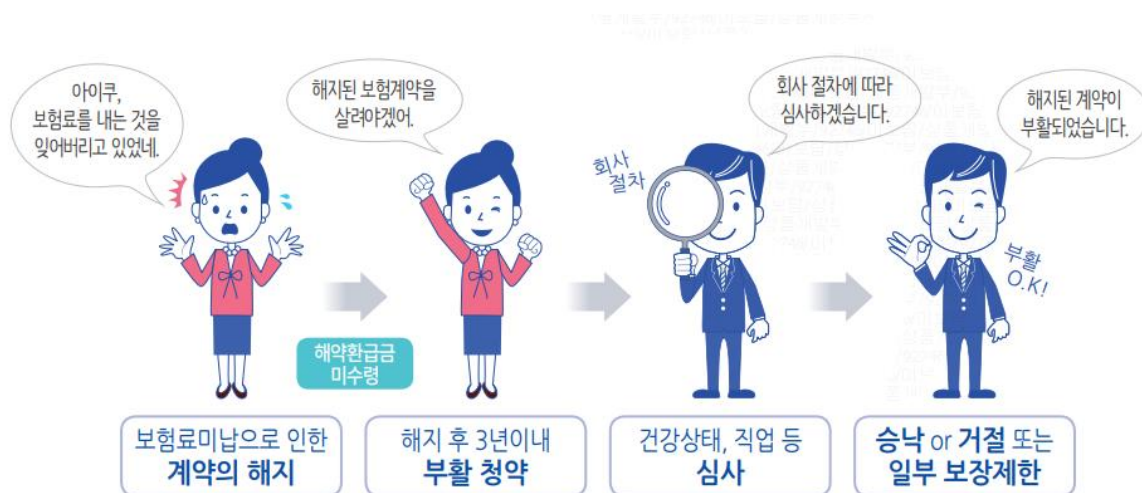 아이쿠,
보험료를 내는 것을
잊어버리고 있었네.
해지된 보험계약을
살려야겠어.
회사 절차에 따라
심사하겠습니다.
해지된 계약이
부활되었습니다.
회사
절차
부활
O.K!
해약환급금
미수령
보험료미납으로 인한
계약의 해지
해지 후 3년이내
부활 청약
건강상태, 직업 등
심사
승낙 or 거절 또는
일부 보장제한